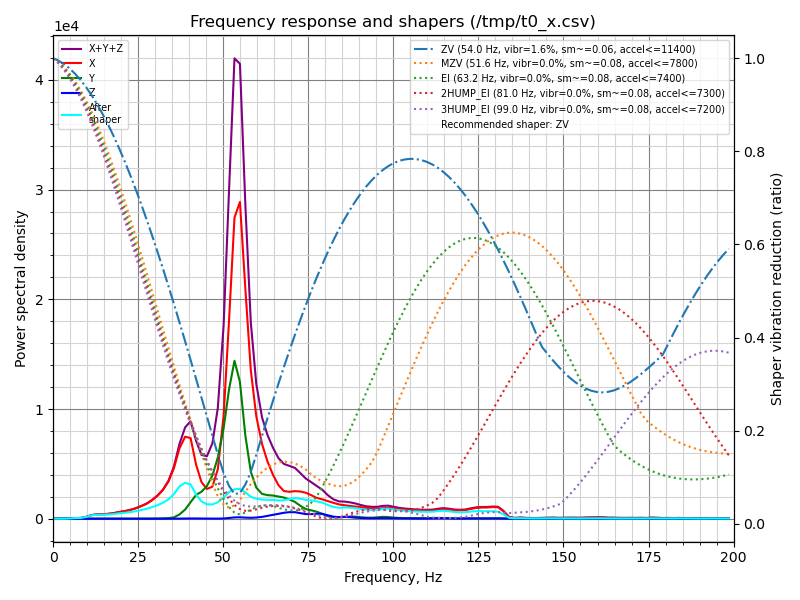 Frequency response and shapers (/tmp/t0_x.csv)
1e4
X+Y+Z
X
Y
Z
After
shaper
ZV (54.0 Hz, vibr=1.6%, sm~=0.06, accel<=11400)
MZV (51.6 Hz, vibr=0.0%, sm~=0.08, accel<=7800)
EI (63.2 Hz, vibr=0.0%, sm~=0.08, accel<=7400)
2HUMP_EI (81.0 Hz, vibr=0.0%, sm~=0.08, accel<=7300)
3HUMP_EI (99.0 Hz, vibr=0.0%, sm~=0.08, accel<=7200)
Recommended shaper: ZV
Power spectral density
4
3
2
1
0
1.0
0.8
0.6
0.4
0.2
0.0
Shaper vibration reduction (ratio)
0 25 50 75 100 125 150 175 200
Frequency, Hz